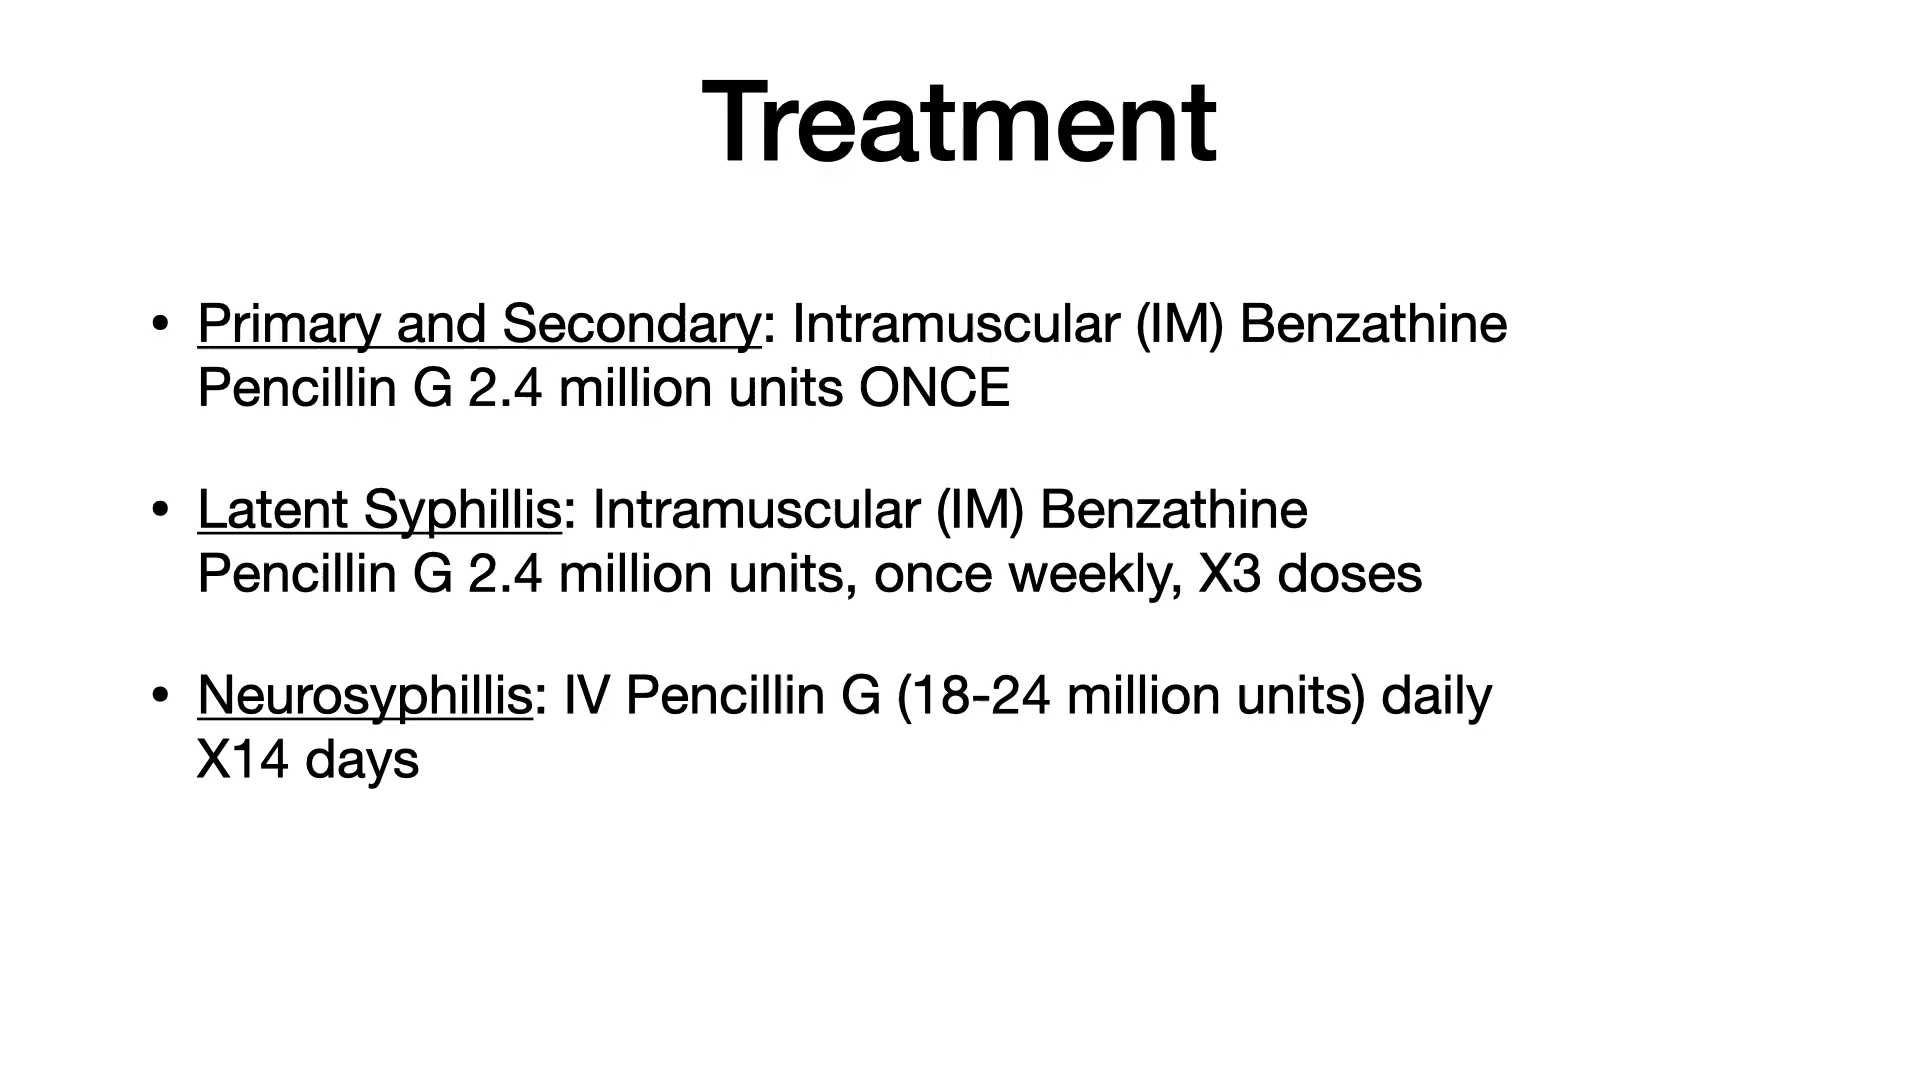 Treatment
• Primary and Secondary: Intramuscular (IM) Benzathine
Pencillin G 2.4 million units ONCE
• Latent Syphillis: Intramuscular (IM) Benzathine
Pencillin G 2.4 million units, once weekly, X3 doses
• Neurosyphillis: IV Pencillin G (18-24 million units) daily
X14 days